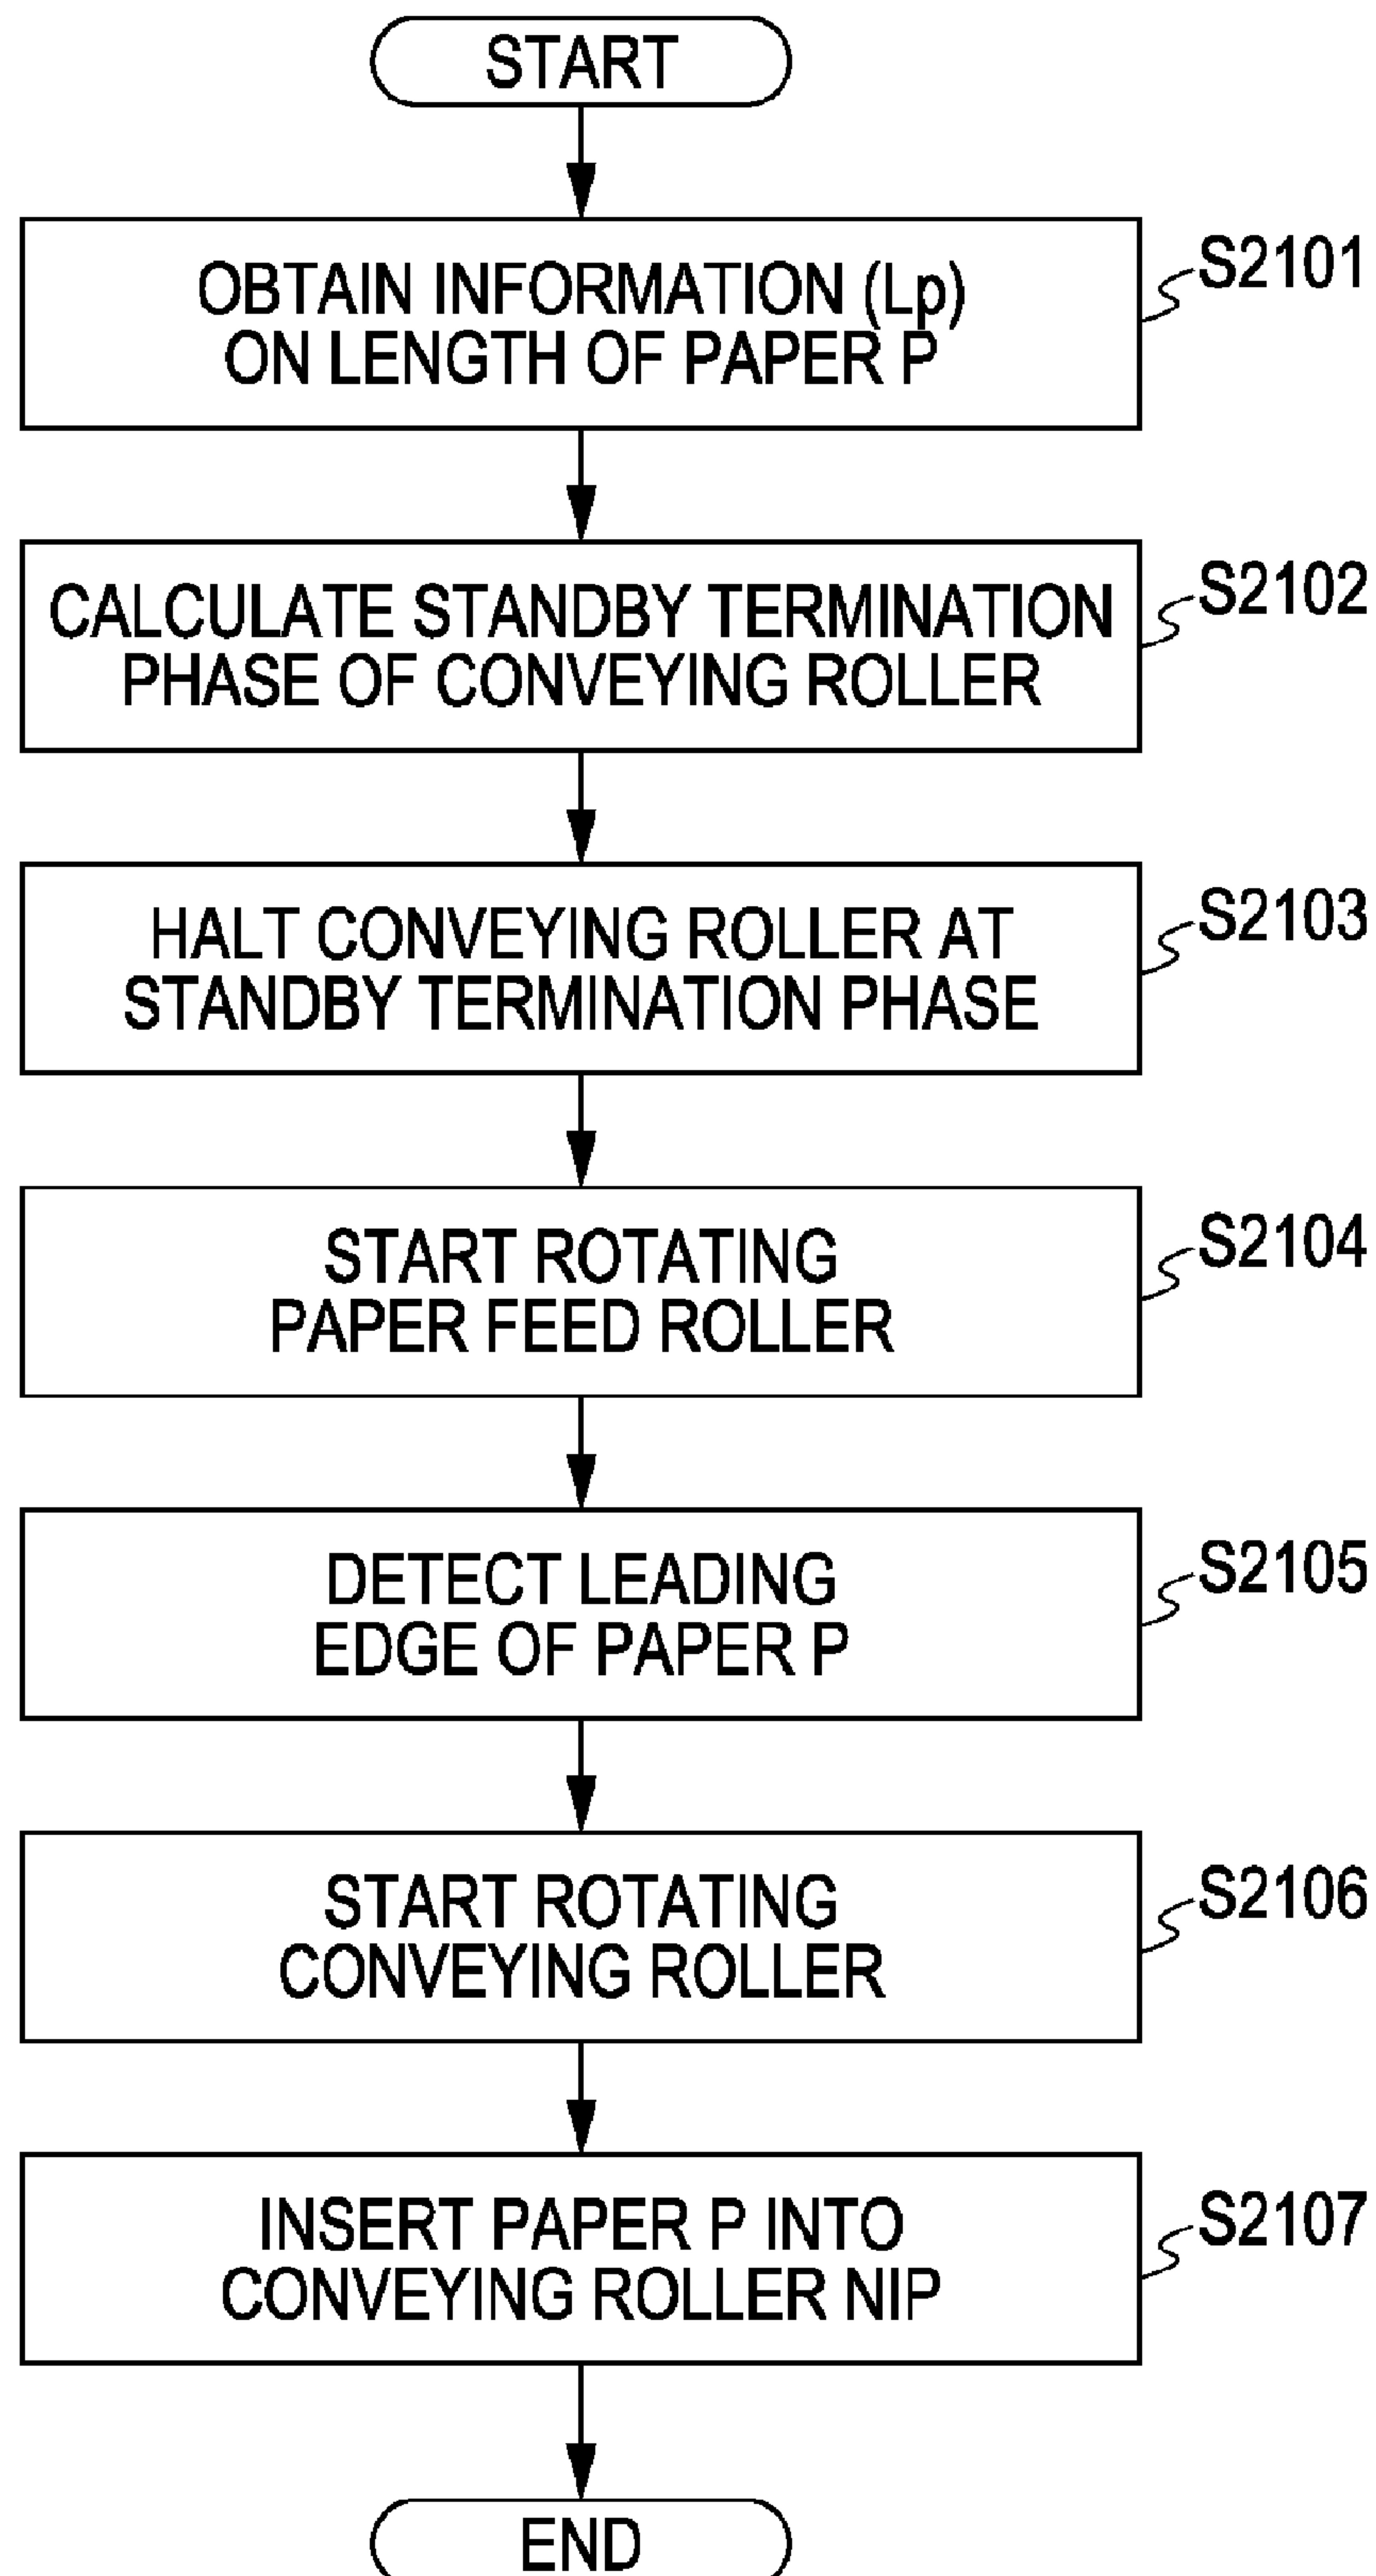 START
OBTAIN INFORMATION (Lp)
ON LENGTH OF PAPER P
S2101
CALCULATE STANDBY TERMINATION
PHASE OF CONVEYING ROLLER
S2102
HALT CONVEYING ROLLER AT
STANDBY TERMINATION PHASE
S2103
START ROTATING
PAPER FEED ROLLER
S2104
DETECT LEADING
EDGE OF PAPER P
S2105
START ROTATING
CONVEYING ROLLER
S2106
INSERT PAPER P INTO
CONVEYING ROLLER NIP
S2107
END